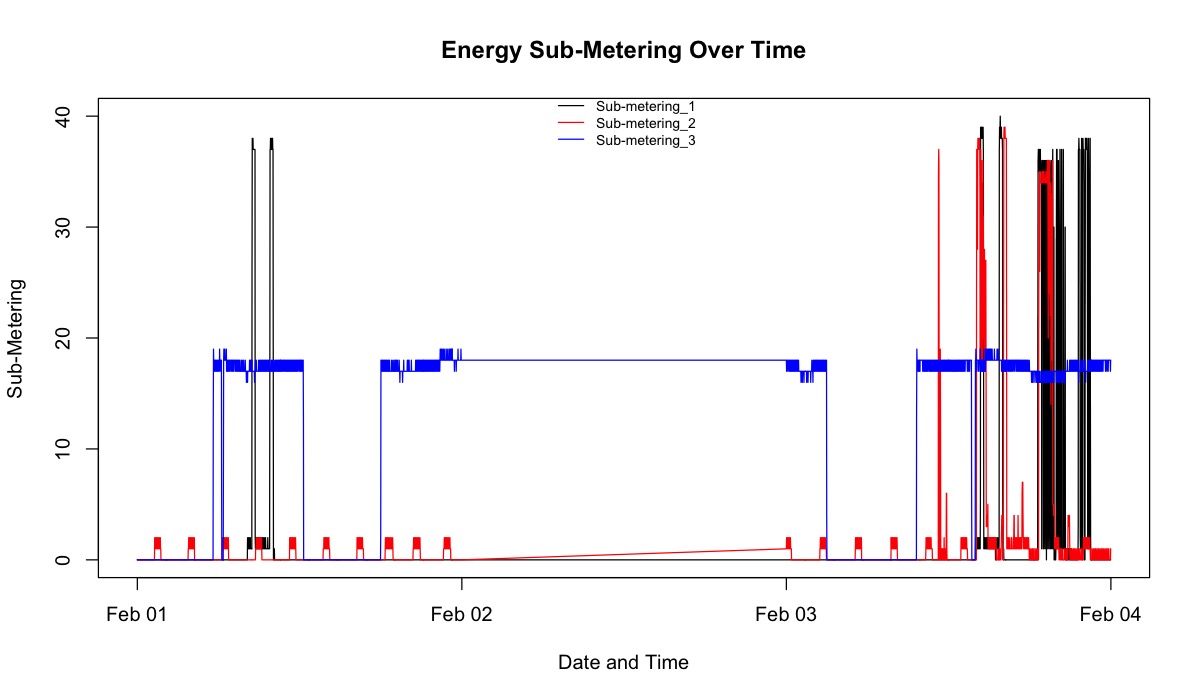 Energy Sub-Metering Over Time
Sub-metering_1
Sub-metering_2
Sub-metering_3
Sub-Metering
40
30
20
10
0
Feb 01 Feb 02 Feb 03 Feb 04
Date and Time